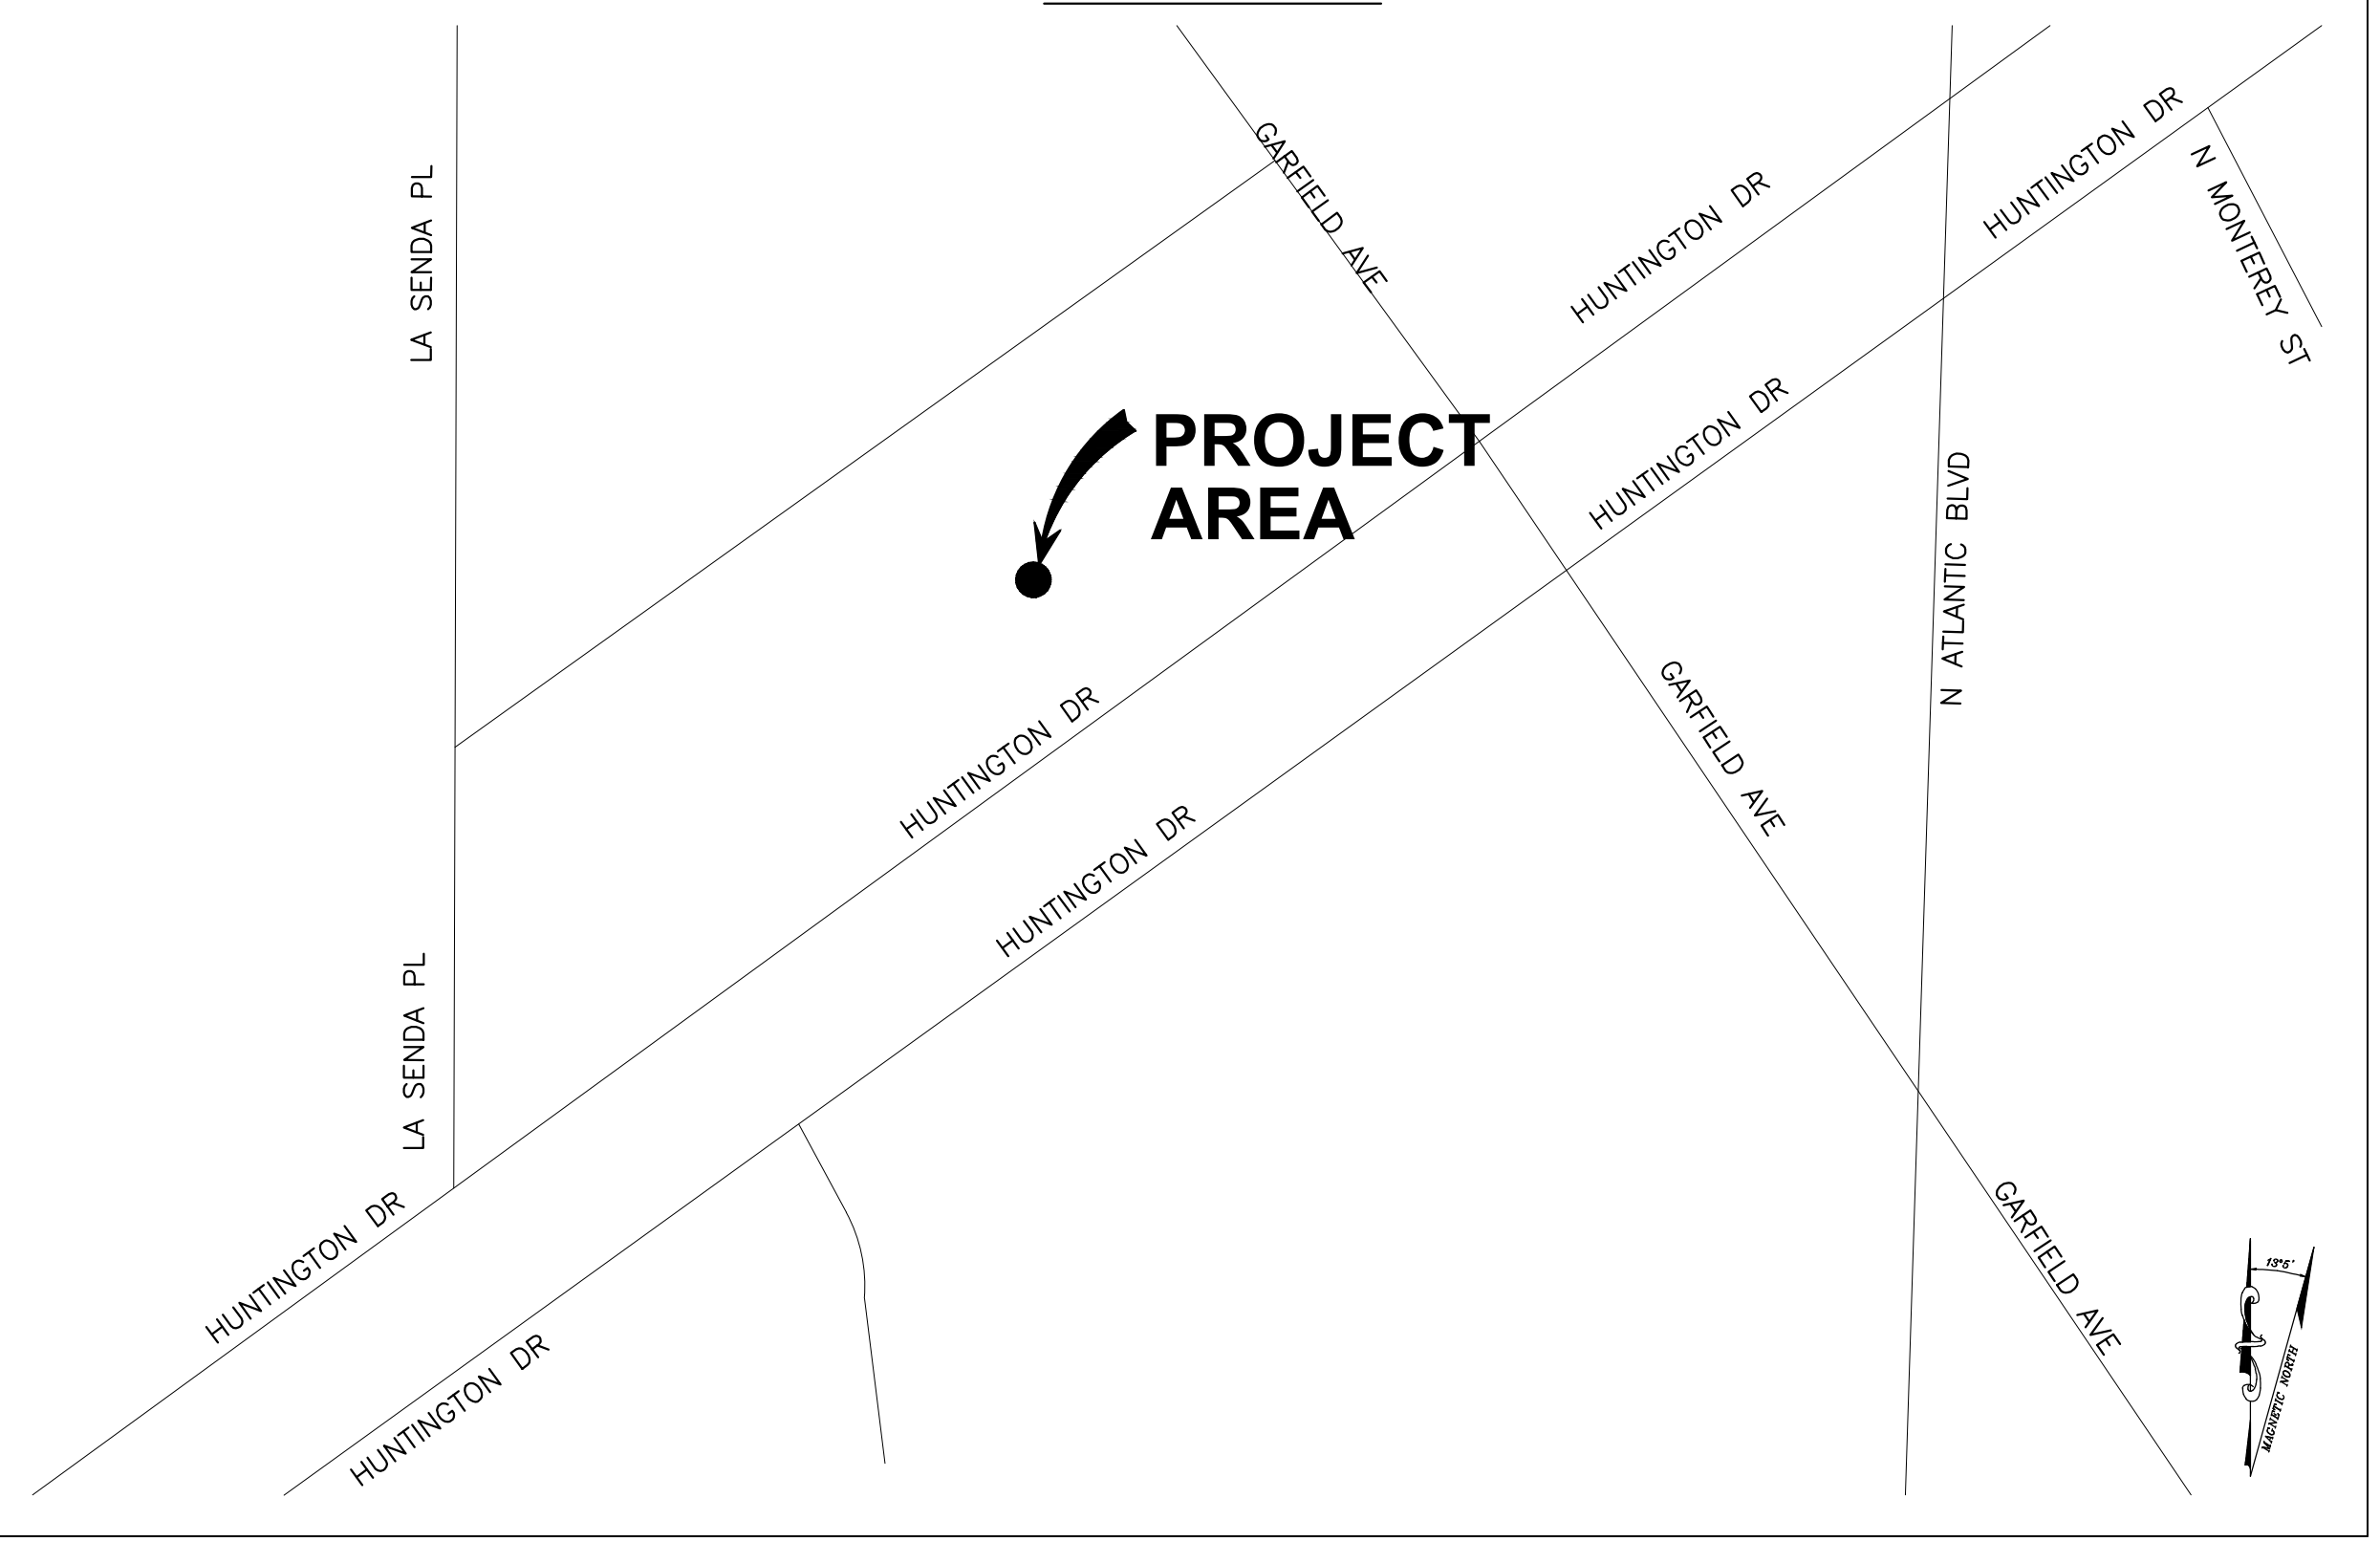 GARFIELD AVE
HUNTINGTON DR
HUNTINGTON DR
N MONTEREY ST
LA SENDA PL
PROJECT
AREA
HUNTINGTON DR
N ATLANTIC BLVD
HUNTINGTON DR
GARFIELD AVE
HUNTINGTON DR
LA SENDA PL
HUNTINGTON DR
GARFIELD AVE
HUNTINGTON DR
13°5'
MAGNETIC NORTH